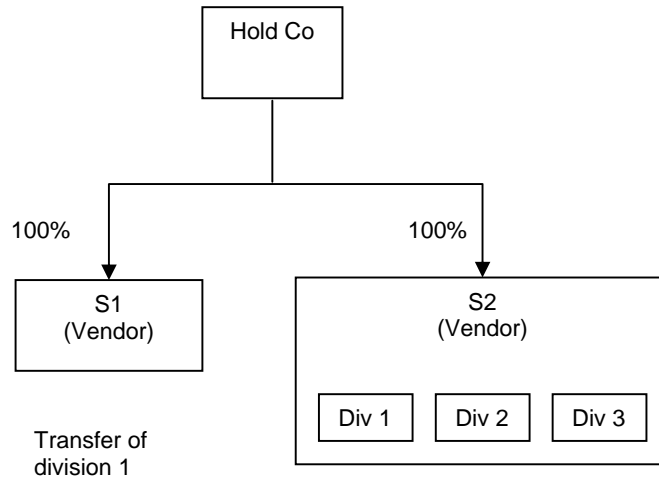 Hold Co
100%
100%
S1
(Vendor)
S2
(Vendor)
Div 1
Div 2
Div 3
Transfer of
division 1